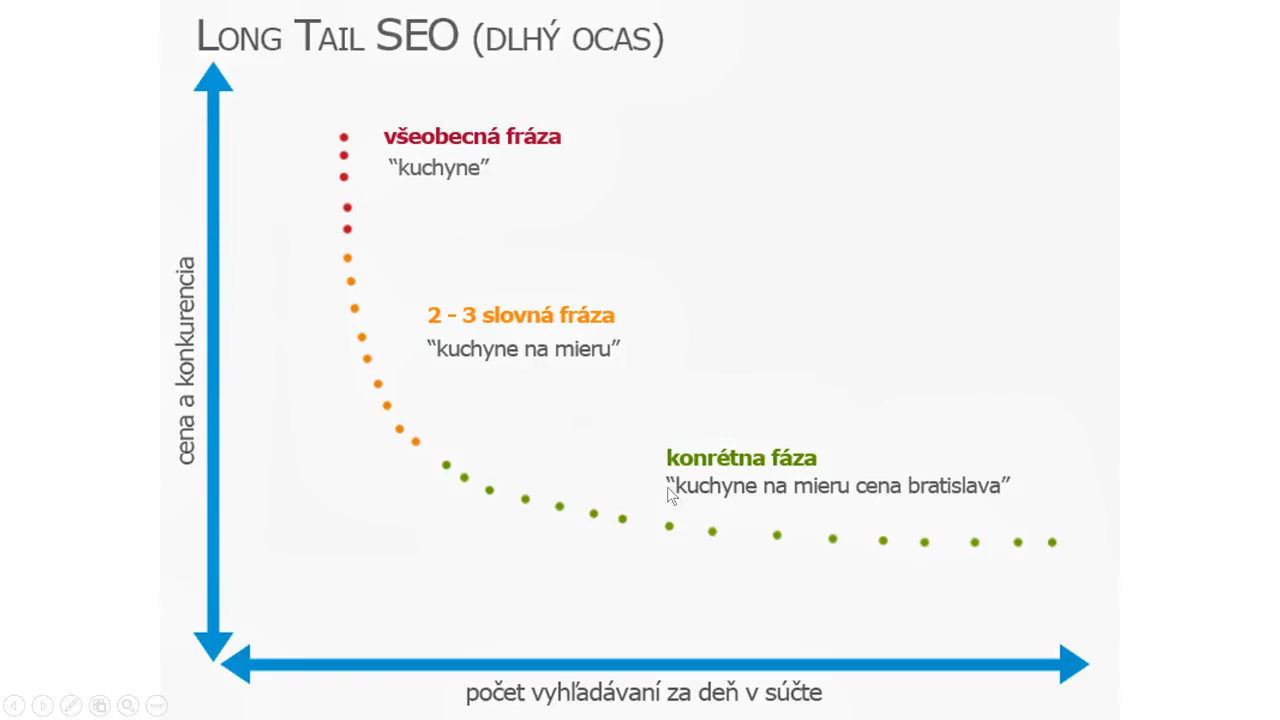 LONG TAIL SEO (DLHÝ OCAS)
všeobecná fráza
“kuchyne”
cena a konkurencia
2 - 3 slovná fráza
“kuchyne na mieru”
konrétna fáza
“kuchyne na mieru cena bratislava”
počet vyhľadávaní za deň v súčte